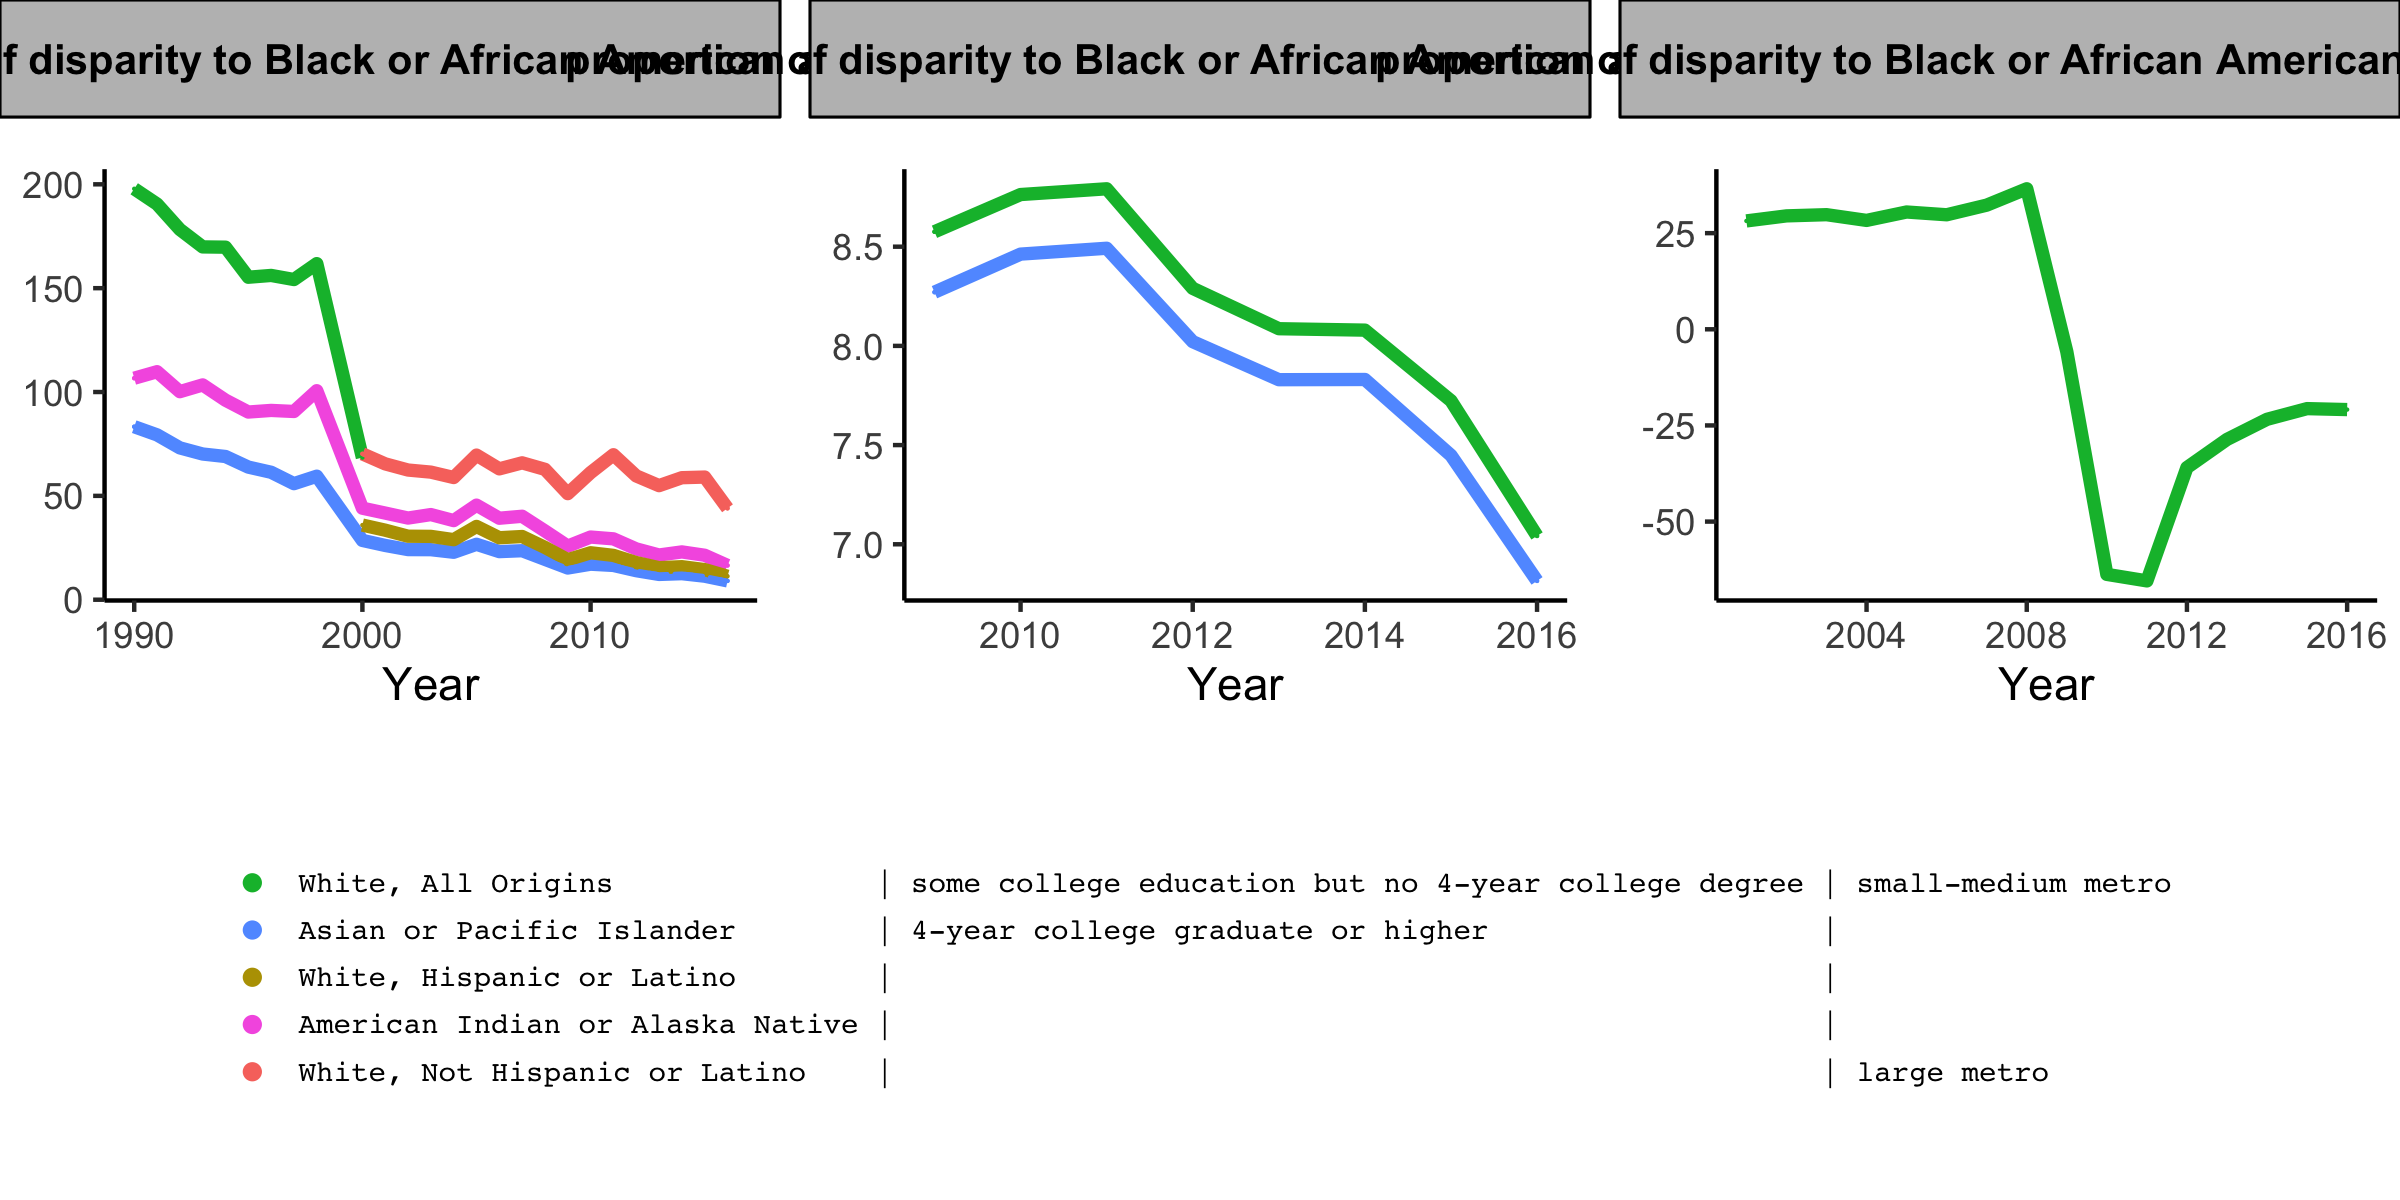 f disparity to Black or African American
proportion of disparity to Black or African American
proportion of disparity to Black or African American
200
150
100
50
0
1990 2000 2010
Year
8.5
8.0
7.5
7.0
2010 2012 2014 2016
Year
25
0
-25
-50
2004 2008 2012 2016
Year
White, All Origins | some college education but no 4-year college degree | small-medium metro
Asian or Pacific Islander | 4-year college graduate or higher |
White, Hispanic or Latino | |
American Indian or Alaska Native | |
White, Not Hispanic or Latino | | large metro